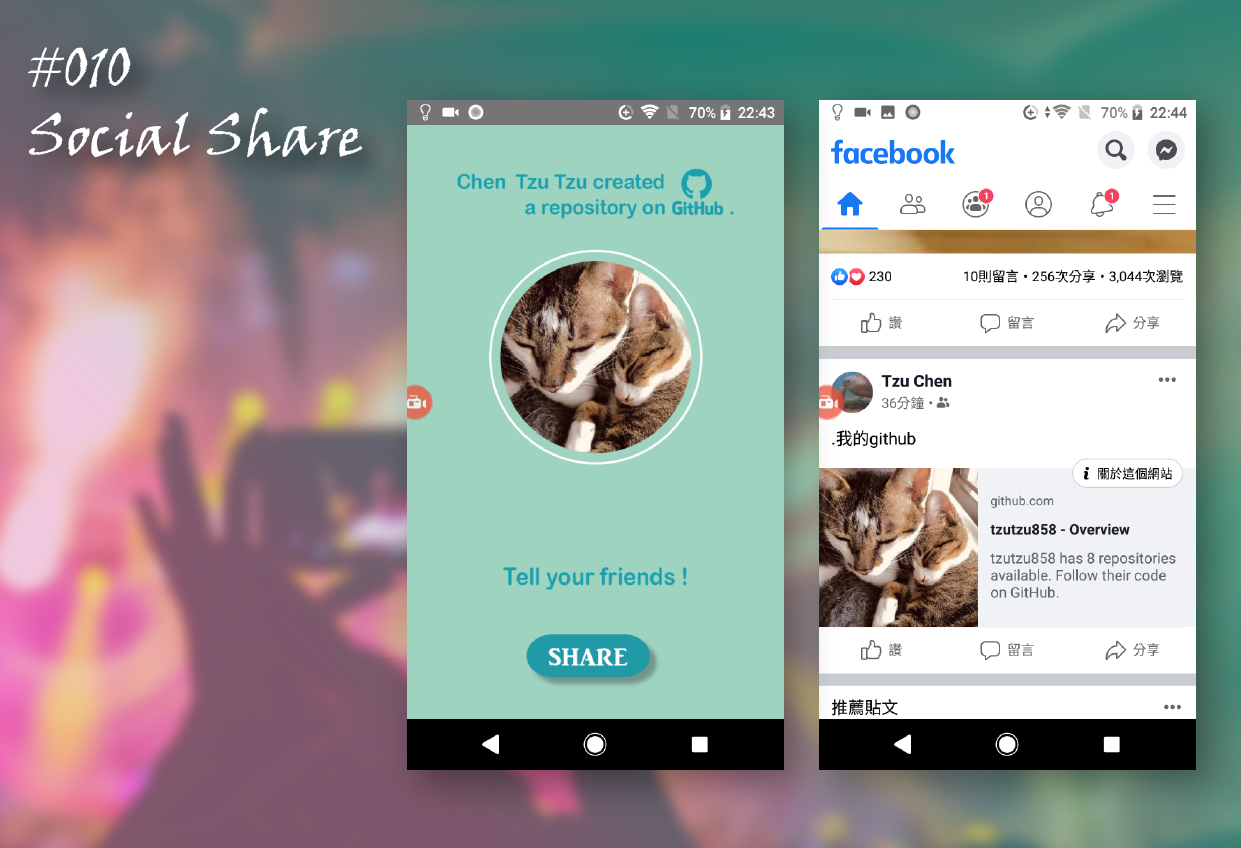 #010
Social Share
70% 22:43
Chen Tzu Tzu created
a repository on GitHub .
Tell your friends !
SHARE
70% 22:44
facebook
1
1
230
10則留言・256次分享・3,044次瀏覽
讚 留言 分享
Tzu Chen
36分鐘・
.我的github
關於這個網站
github.com
tzutzu858 - Overview
tzutzu858 has 8 repositories
available. Follow their code
on GitHub.
讚 留言 分享
推薦貼文